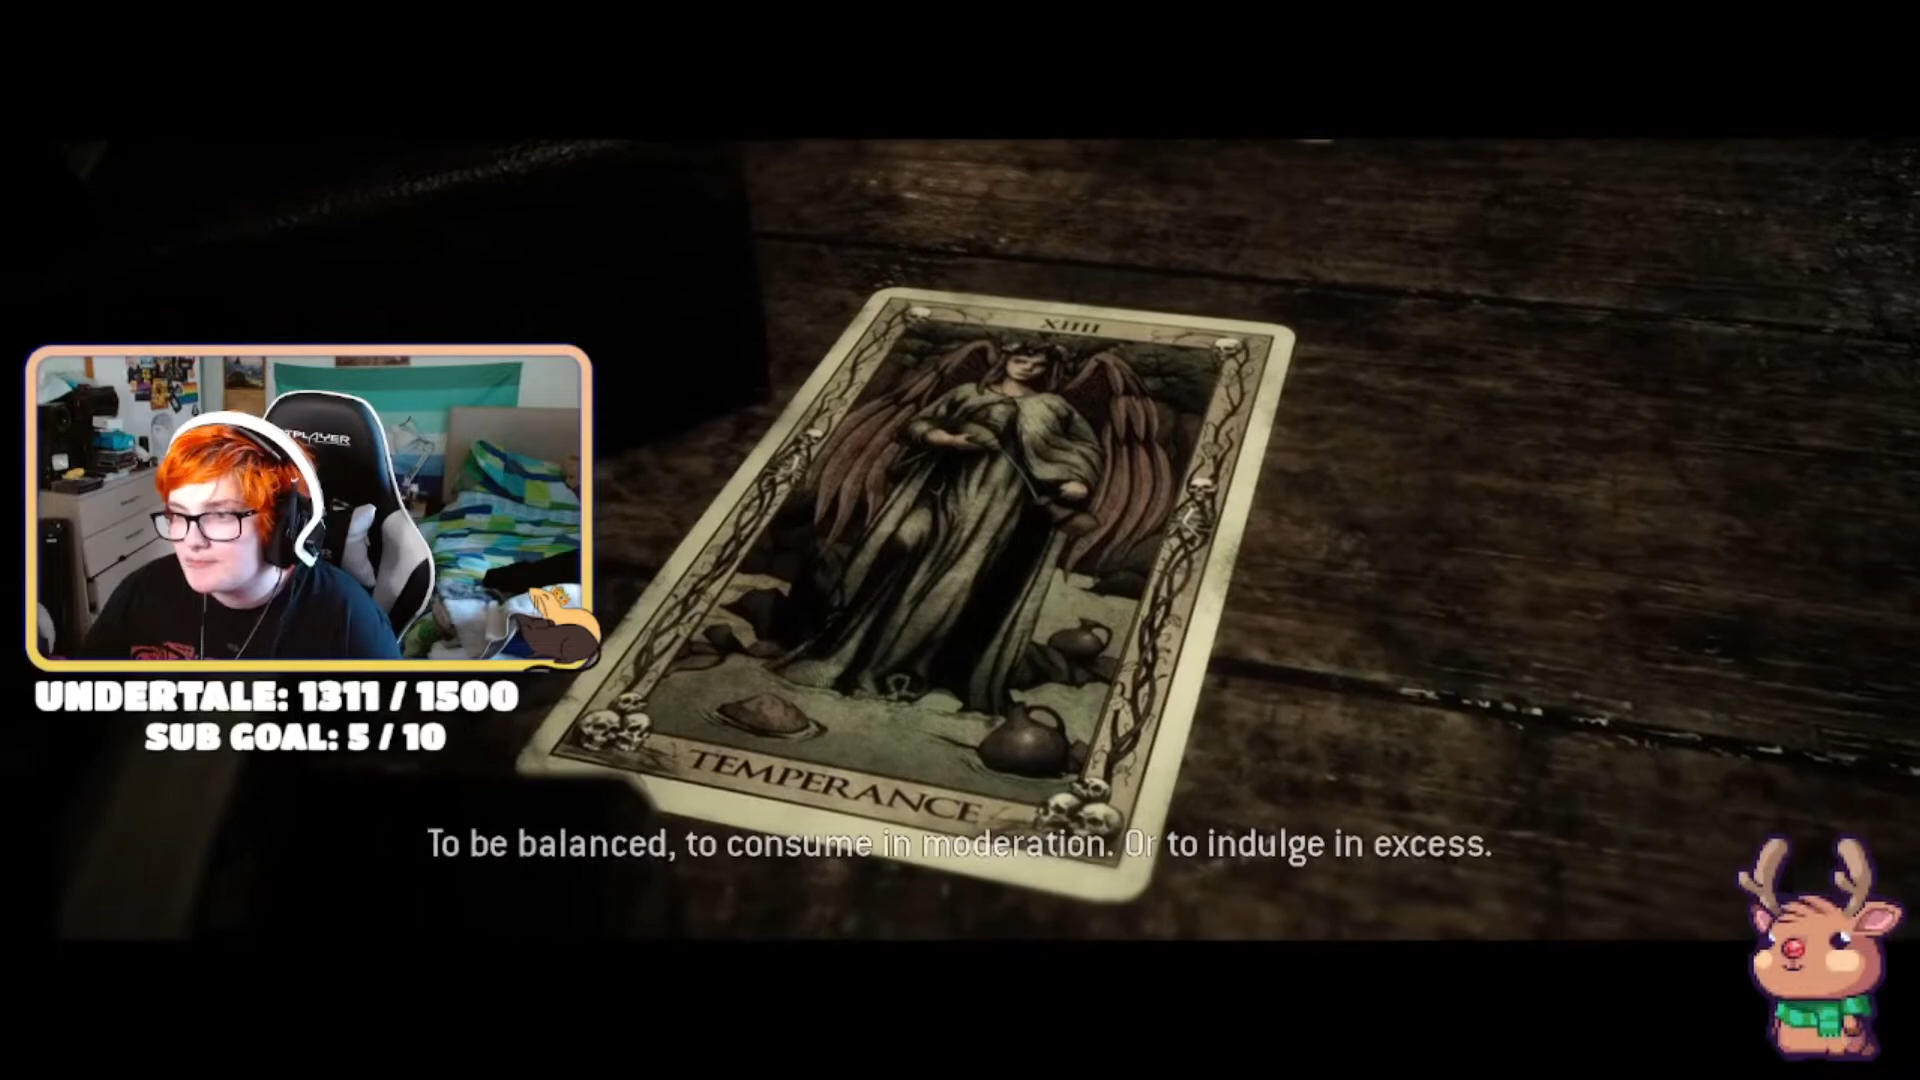 XIIII
TPLAYER
UNDERTALE: 1311 / 1500
SUB GOAL: 5 / 10
TEMPERANCE
To be balanced, to consume in moderation. Or to indulge in excess.